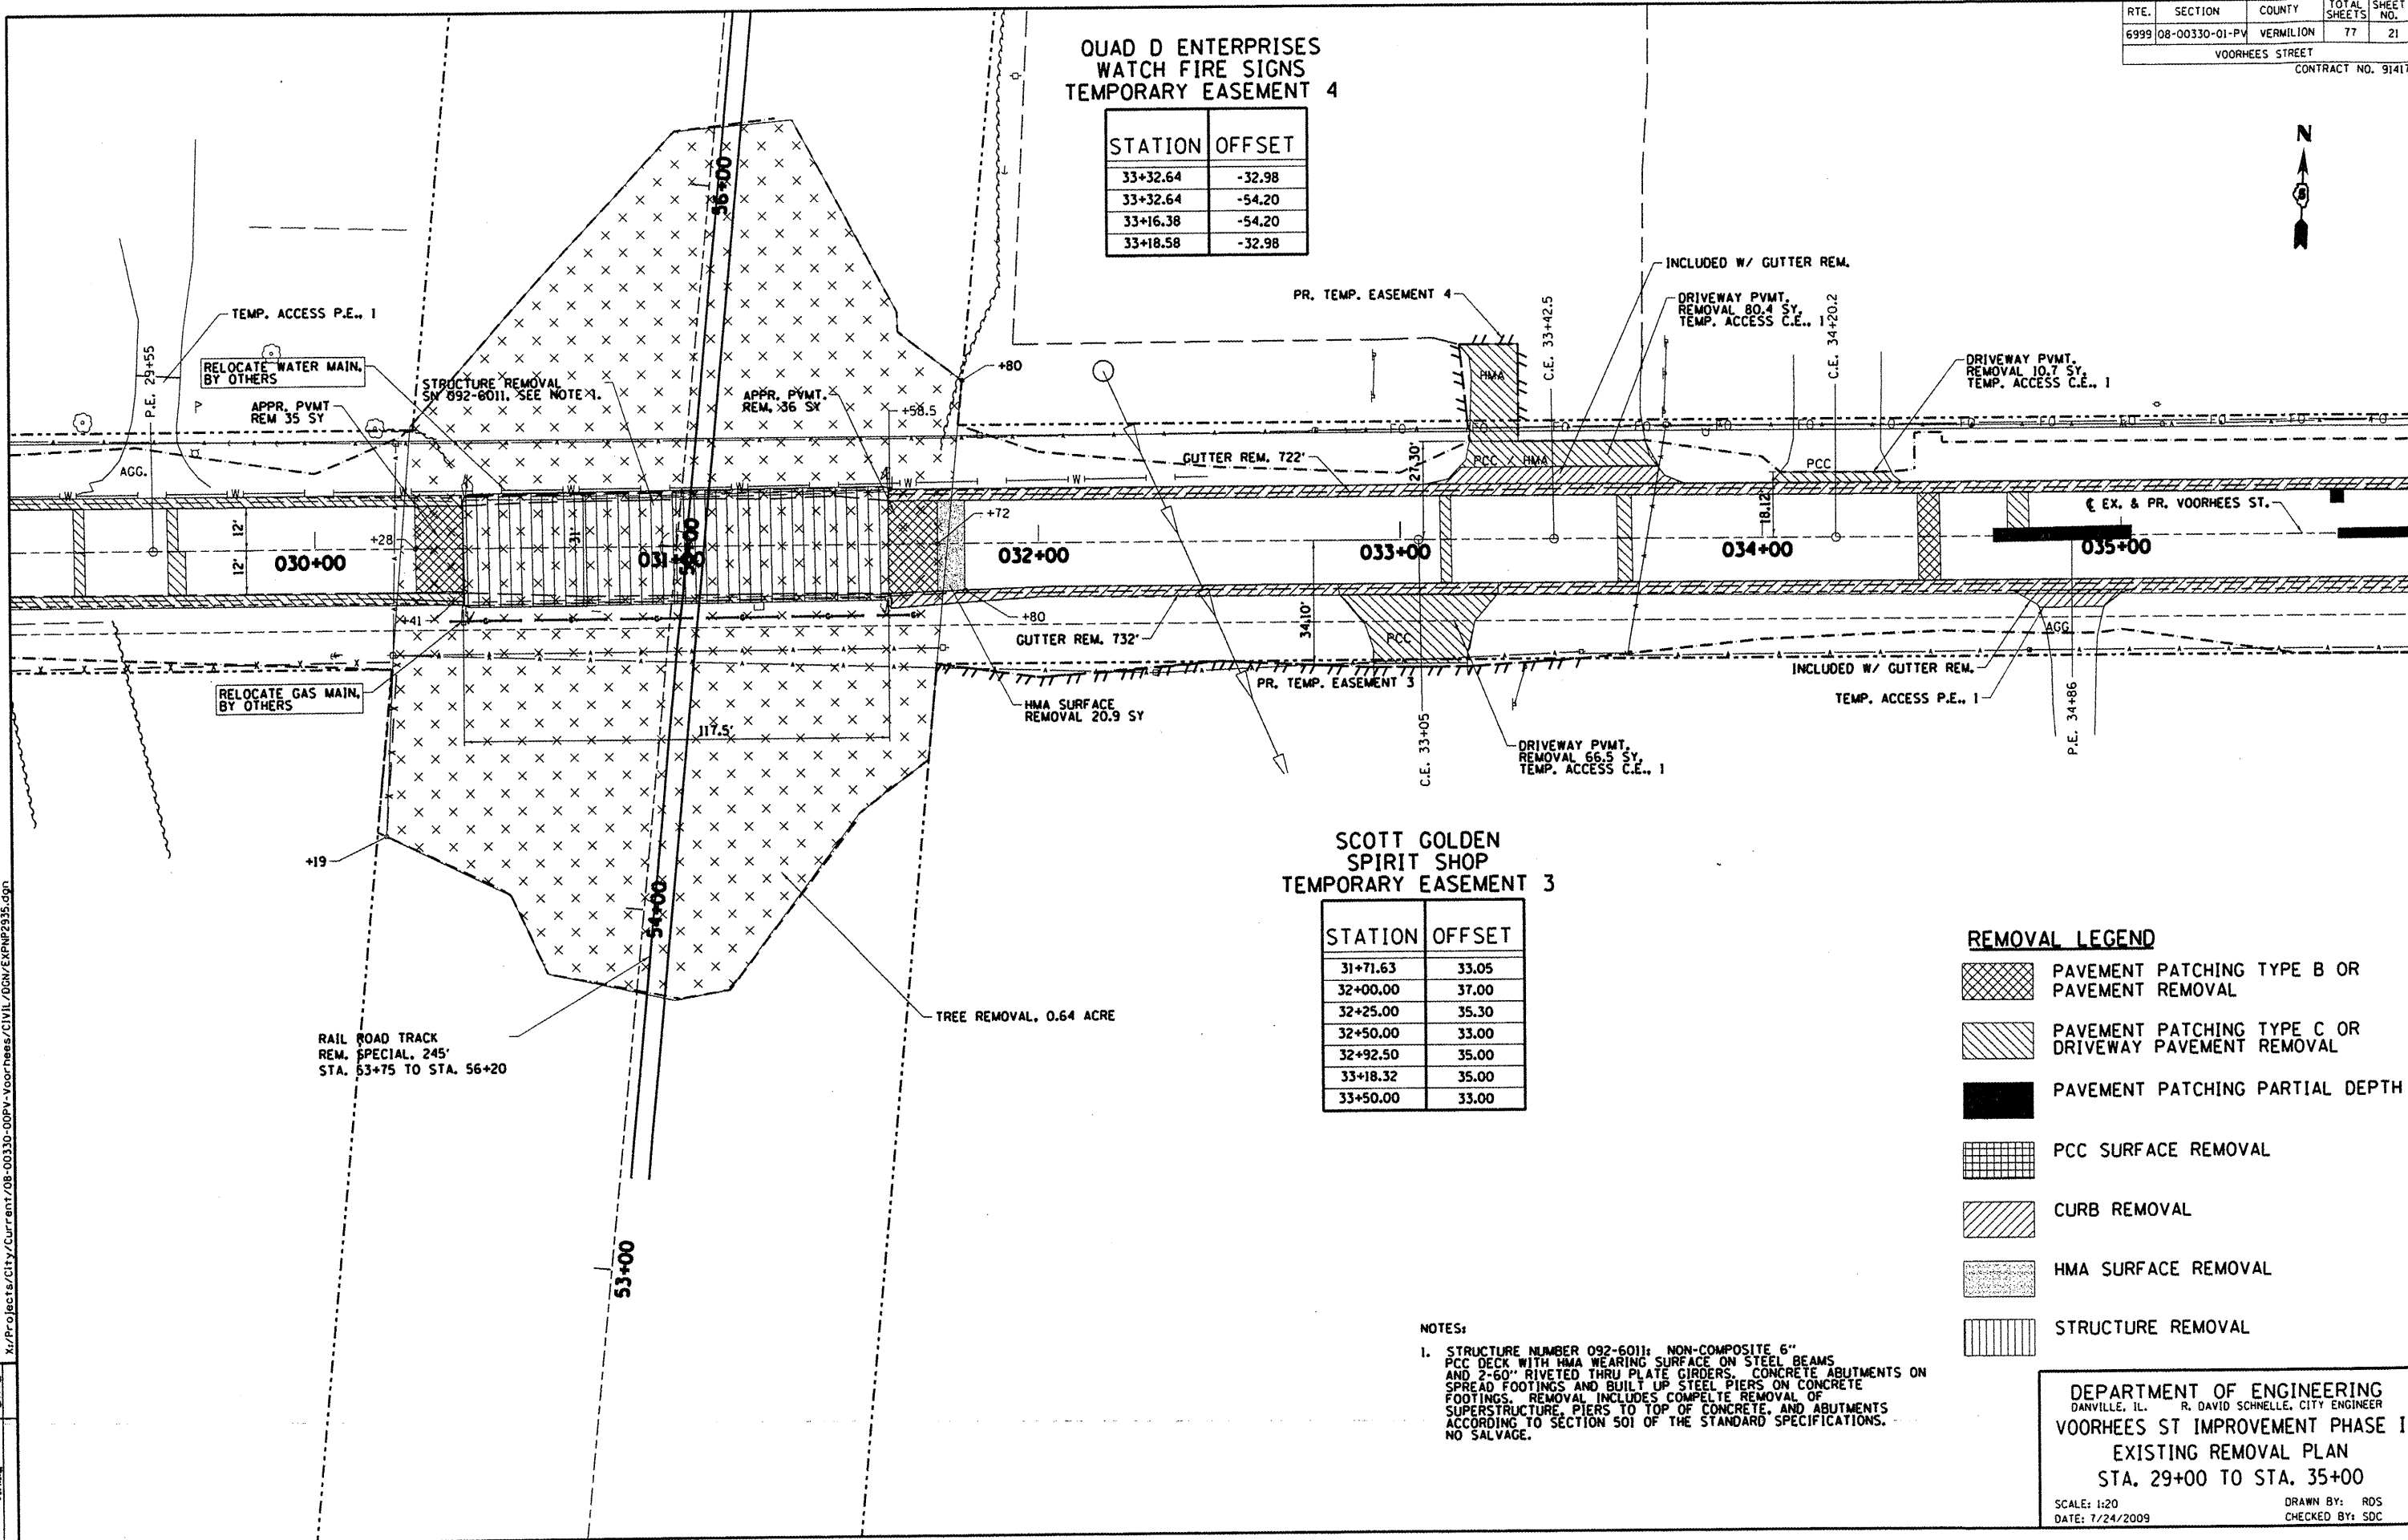 RTE. SECTION COUNTY TOTAL SHEETS SHEET NO.
6999 08-00330-01-PV VERMILION 77 21
VOORHEES STREET
CONTRACT NO. 9141
QUAD D ENTERPRISES
WATCH FIRE SIGNS
TEMPORARY EASEMENT 4
STATION OFFSET
33+32.64 -32.98
33+32.64 -54.20
33+16.38 -54.20
33+18.58 -32.98
N
56+00
INCLUDED W/ GUTTER REM.
PR. TEMP. EASEMENT 4
DRIVEWAY PVMT.
REMOVAL 80.4 SY,
TEMP. ACCESS C.E., 1
C.E. 33+42.5
C.E. 34+20.2
TEMP. ACCESS P.E., 1
P.E. 29+55
RELOCATE WATER MAIN,
BY OTHERS
STRUCTURE REMOVAL
SN 092-6011, SEE NOTE 1.
APPR. PVMT
REM 35 SY
APPR. PVMT.
REM. 36 SY
+80
+58.5
DRIVEWAY PVMT.
REMOVAL 10.7 SY,
TEMP. ACCESS C.E., 1
HMA
AGG.
GUTTER REM. 722'
PCC / HMA
27.30'
PCC
18.12'
℄ EX. & PR. VOORHEES ST.
+28
+72
31'
12'
12'
030+00
031+00
032+00
033+00
034+00
035+00
+41
+80
GUTTER REM. 732'
34.10'
PCC
AGG
INCLUDED W/ GUTTER REM.
TEMP. ACCESS P.E., 1
P.E. 34+86
RELOCATE GAS MAIN,
BY OTHERS
PR. TEMP. EASEMENT 3
HMA SURFACE
REMOVAL 20.9 SY
117.5'
C.E. 33+05
DRIVEWAY PVMT.
REMOVAL 66.5 SY,
TEMP. ACCESS C.E., 1
+19
54+00
SCOTT GOLDEN
SPIRIT SHOP
TEMPORARY EASEMENT 3
STATION OFFSET
31+71.63 33.05
32+00.00 37.00
32+25.00 35.30
32+50.00 33.00
32+92.50 35.00
33+18.32 35.00
33+50.00 33.00
TREE REMOVAL, 0.64 ACRE
RAIL ROAD TRACK
REM. SPECIAL, 245'
STA. 53+75 TO STA. 56+20
53+00
REMOVAL LEGEND
PAVEMENT PATCHING TYPE B OR
PAVEMENT REMOVAL
PAVEMENT PATCHING TYPE C OR
DRIVEWAY PAVEMENT REMOVAL
PAVEMENT PATCHING PARTIAL DEPTH
PCC SURFACE REMOVAL
CURB REMOVAL
HMA SURFACE REMOVAL
STRUCTURE REMOVAL
NOTES:
1. STRUCTURE NUMBER 092-6011: NON-COMPOSITE 6"
PCC DECK WITH HMA WEARING SURFACE ON STEEL BEAMS
AND 2-60" RIVETED THRU PLATE GIRDERS. CONCRETE ABUTMENTS ON
SPREAD FOOTINGS AND BUILT UP STEEL PIERS ON CONCRETE
FOOTINGS. REMOVAL INCLUDES COMPELTE REMOVAL OF
SUPERSTRUCTURE, PIERS TO TOP OF CONCRETE, AND ABUTMENTS
ACCORDING TO SECTION 501 OF THE STANDARD SPECIFICATIONS.
NO SALVAGE.
DEPARTMENT OF ENGINEERING
DANVILLE, IL. R. DAVID SCHNELLE, CITY ENGINEER
VOORHEES ST IMPROVEMENT PHASE I
EXISTING REMOVAL PLAN
STA. 29+00 TO STA. 35+00
SCALE: 1:20 DRAWN BY: RDS
DATE: 7/24/2009 CHECKED BY: SDC
X:/Projects/City/Current/08-00330-00PV-Voorhees/CIVIL/DGN/EXPNP2935.dgn